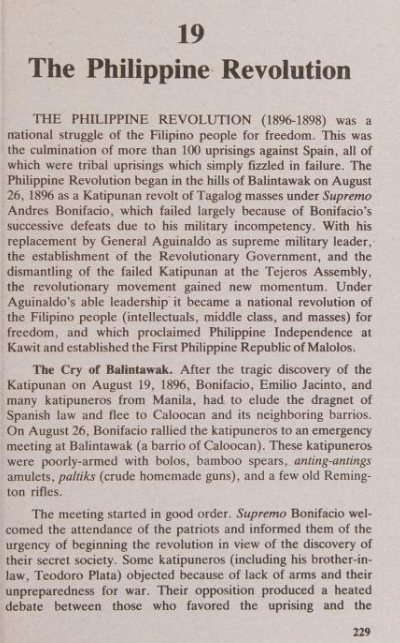 19
The Philippine Revolution
THE PHILIPPINE REVOLUTION (1896-1898) was a
national struggle of the Filipino people for freedom. This was
the culmination of more than 100 uprisings against Spain, all of
which were tribal uprisings which simply fizzled in failure. The
Philippine Revolution began in the hills of Balintawak on August
26, 1896 as a Katipunan revolt of Tagalog masses under Supremo
Andres Bonifacio, which failed largely because of Bonifacio's
successive defeats due to his military incompetency. With his
replacement by General Aguinaldo as supreme military leader,
the establishment of the Revolutionary Government, and the
dismantling of the failed Katipunan at the Tejeros Assembly,
the revolutionary movement gained new momentum. Under
Aguinaldo's able leadership it became a national revolution of
the Filipino people (intellectuals, middle class, and masses) for
freedom, and which proclaimed Philippine Independence at
Kawit and established the First Philippine Republic of Malolos.
The Cry of Balintawak. After the tragic discovery of the
Katipunan on August 19, 1896, Bonifacio, Emilio Jacinto, and
many katipuneros from Manila, had to elude the dragnet of
Spanish law and flee to Caloocan and its neighboring barrios.
On August 26, Bonifacio rallied the katipuneros to an emergency
meeting at Balintawak (a barrio of Caloocan). These katipuneros
were poorly-armed with bolos, bamboo spears, anting-antings
amulets, paltiks (crude homemade guns), and a few old Reming-
ton rifles.
The meeting started in good order. Supremo Bonifacio wel-
comed the attendance of the patriots and informed them of the
urgency of beginning the revolution in view of the discovery of
their secret society. Some katipuneros (including his brother-in-
law, Teodoro Plata) objected because of lack of arms and their
unpreparedness for war. Their opposition produced a heated
debate between those who favored the uprising and the
229